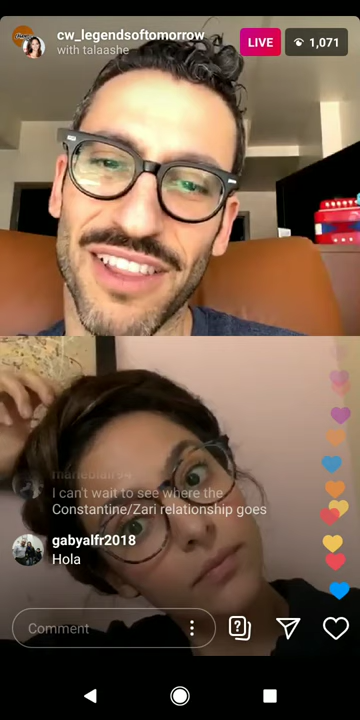 cw_legendsoftomorrow
with talaashe
LIVE
1,071
marieblair94
I can't wait to see where the
Constantine/Zari relationship goes
gabyalfr2018
Hola
Comment